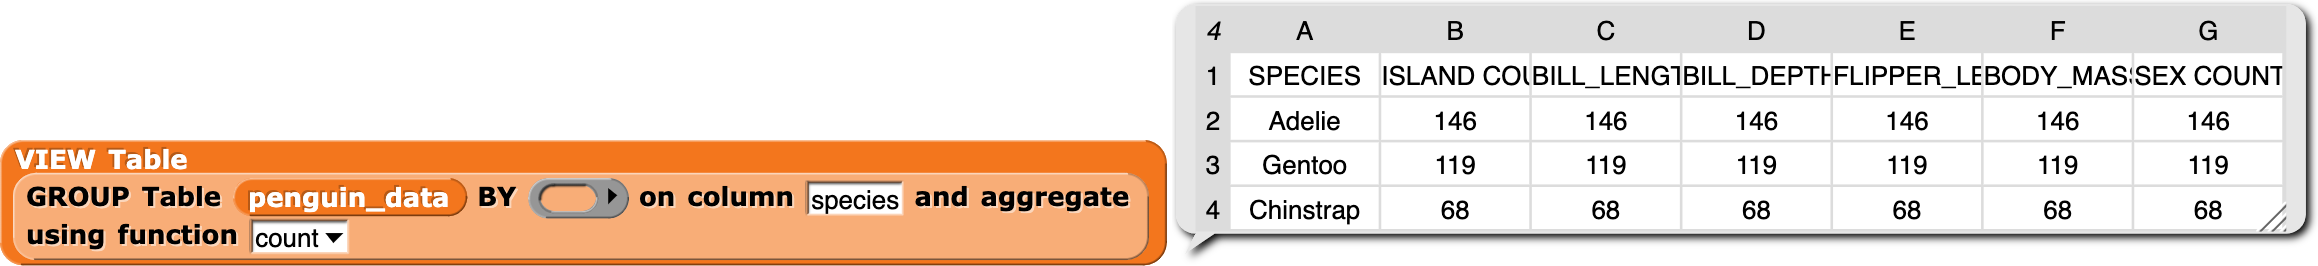 VIEW Table
GROUP Table penguin_data BY on column species and aggregate
using function count
4 A B C D E F G
1 SPECIES ISLAND COU BILL_LENGT BILL_DEPTH FLIPPER_LE BODY_MAS SEX COUNT
2 Adelie 146 146 146 146 146 146
3 Gentoo 119 119 119 119 119 119
4 Chinstrap 68 68 68 68 68 68